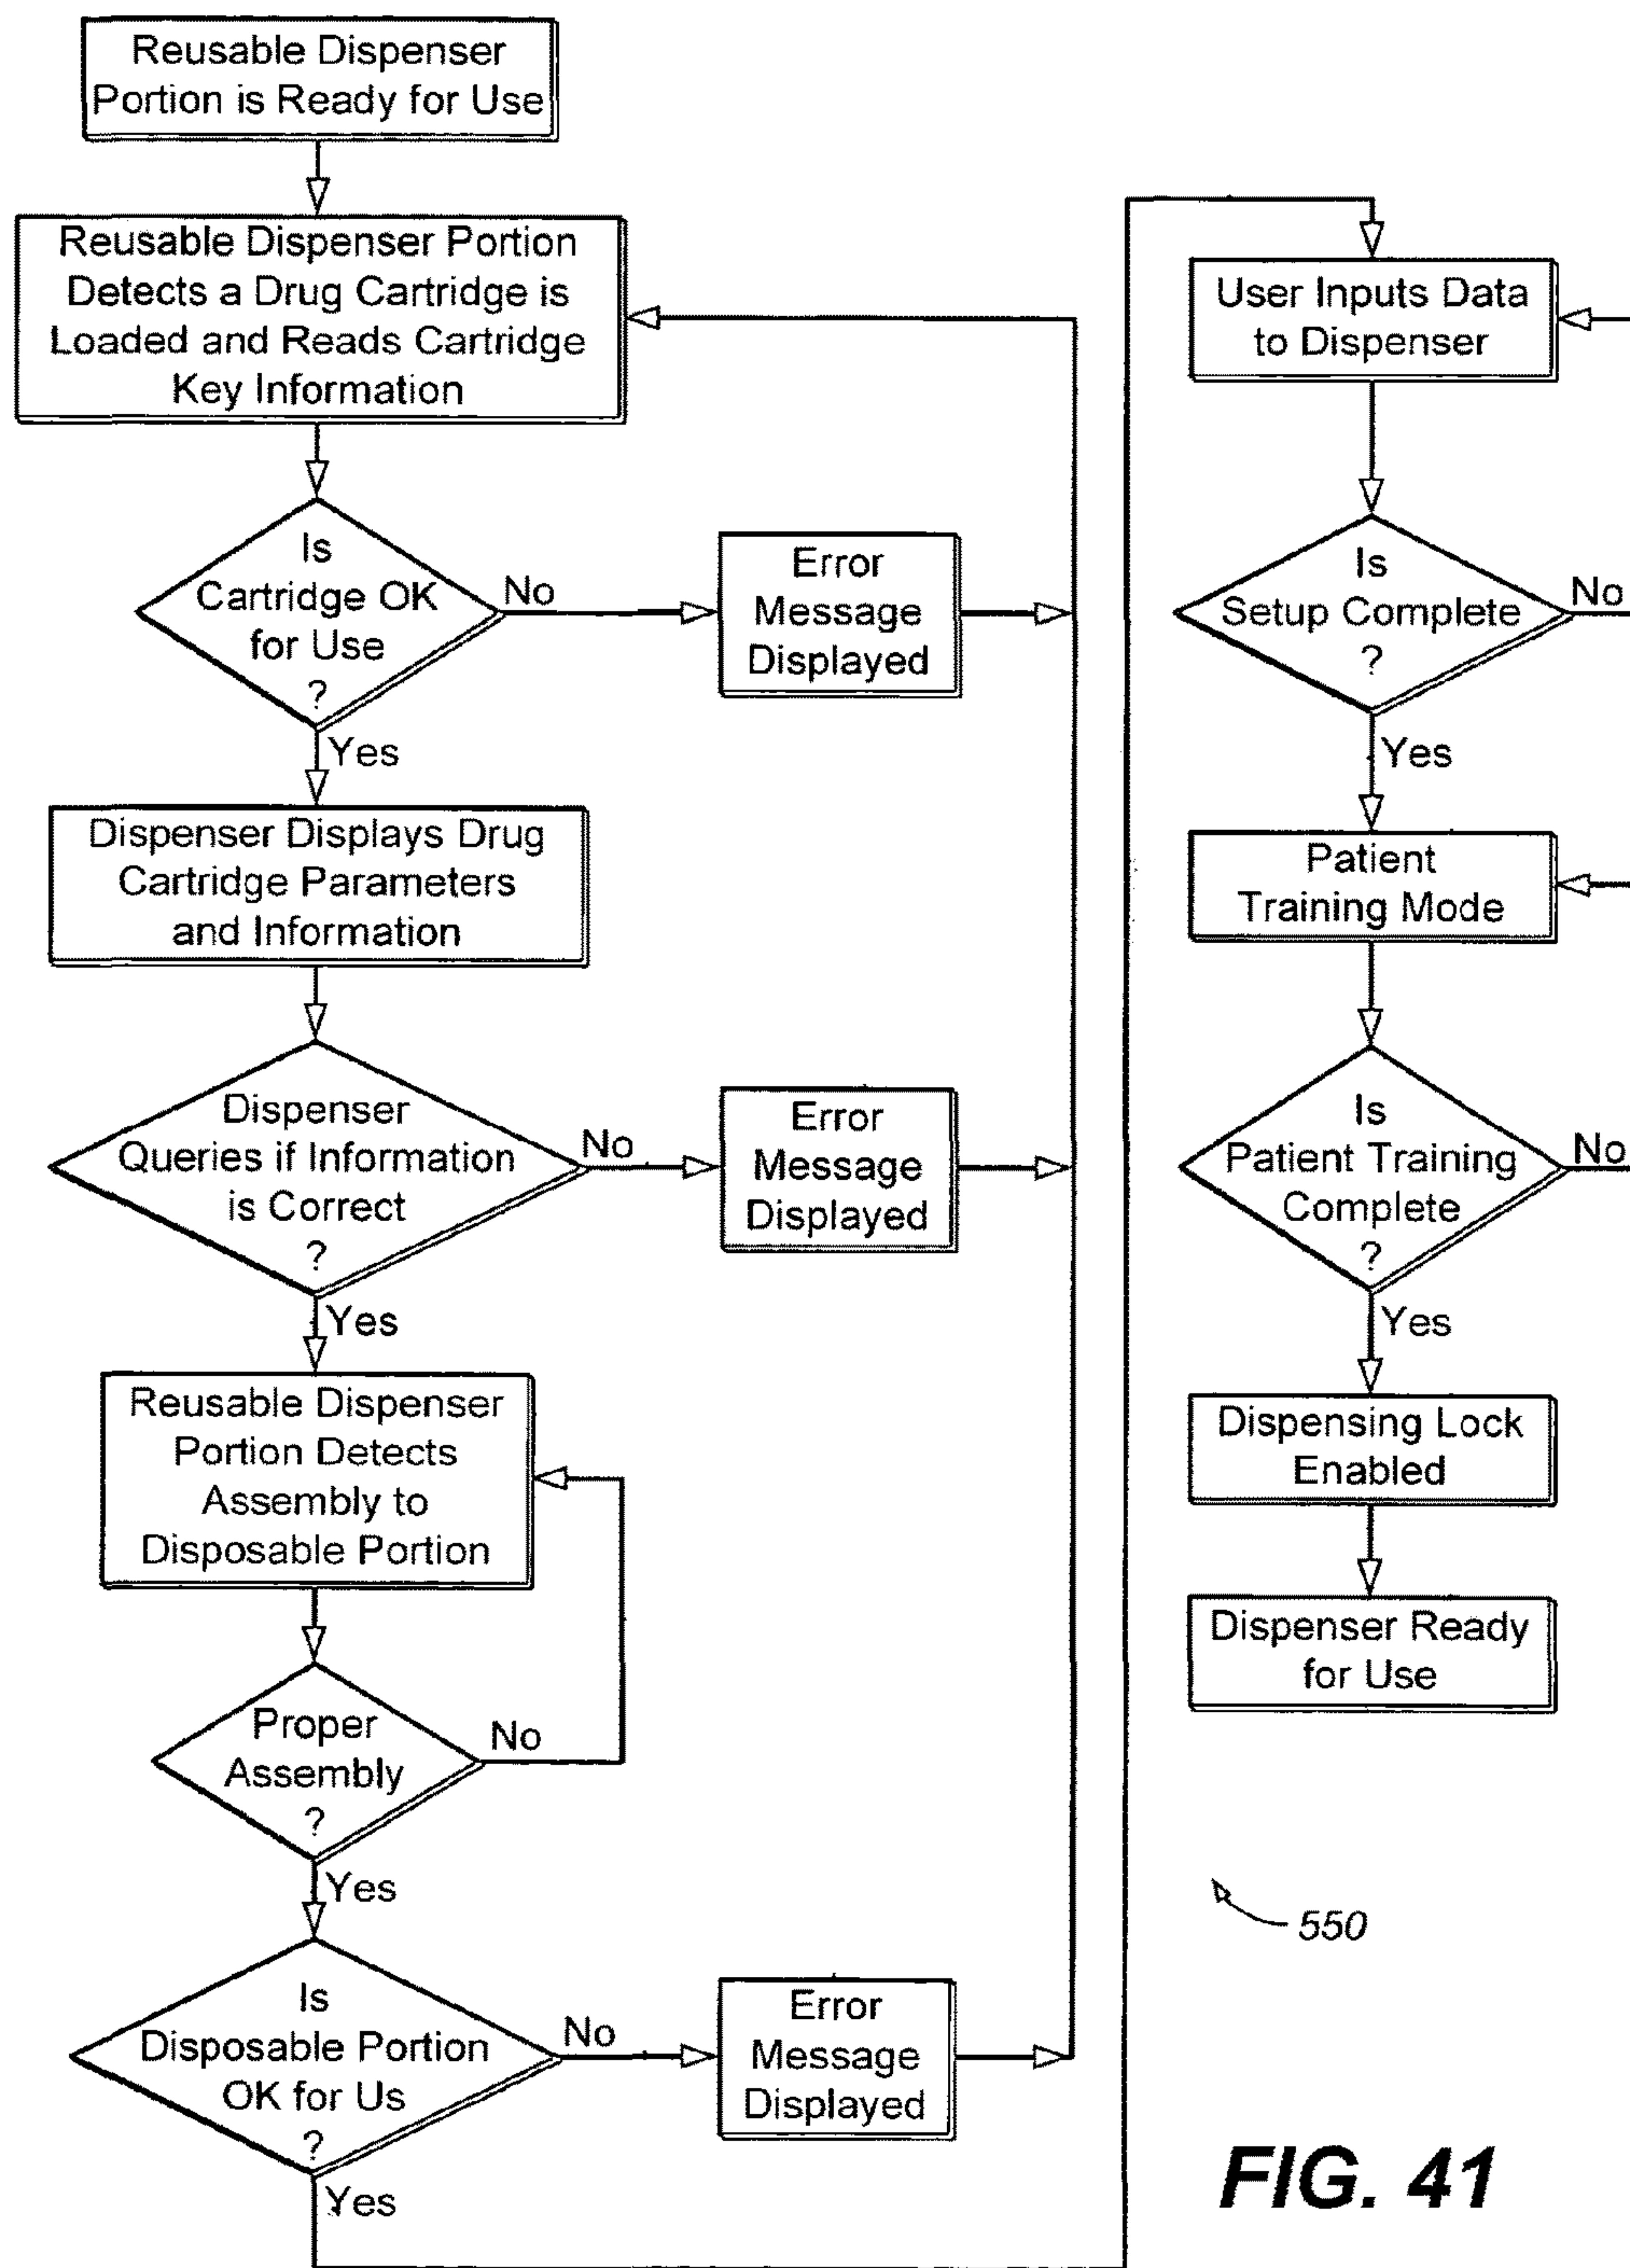 Reusable Dispenser
Portion is Ready for Use
Reusable Dispenser Portion
Detects a Drug Cartridge is
Loaded and Reads Cartridge
Key Information
Is
Cartridge OK
for Use
?
No
Error
Message
Displayed
Yes
Dispenser Displays Drug
Cartridge Parameters
and Information
Dispenser
Queries if Information
is Correct
?
No
Error
Message
Displayed
Yes
Reusable Dispenser
Portion Detects
Assembly to
Disposable Portion
Proper
Assembly
?
No
Yes
Is
Disposable Portion
OK for Us
?
No
Error
Message
Displayed
Yes
User Inputs Data
to Dispenser
Is
Setup Complete
?
No
Yes
Patient
Training Mode
Is
Patient Training
Complete
?
No
Yes
Dispensing Lock
Enabled
Dispenser Ready
for Use
550
FIG. 41